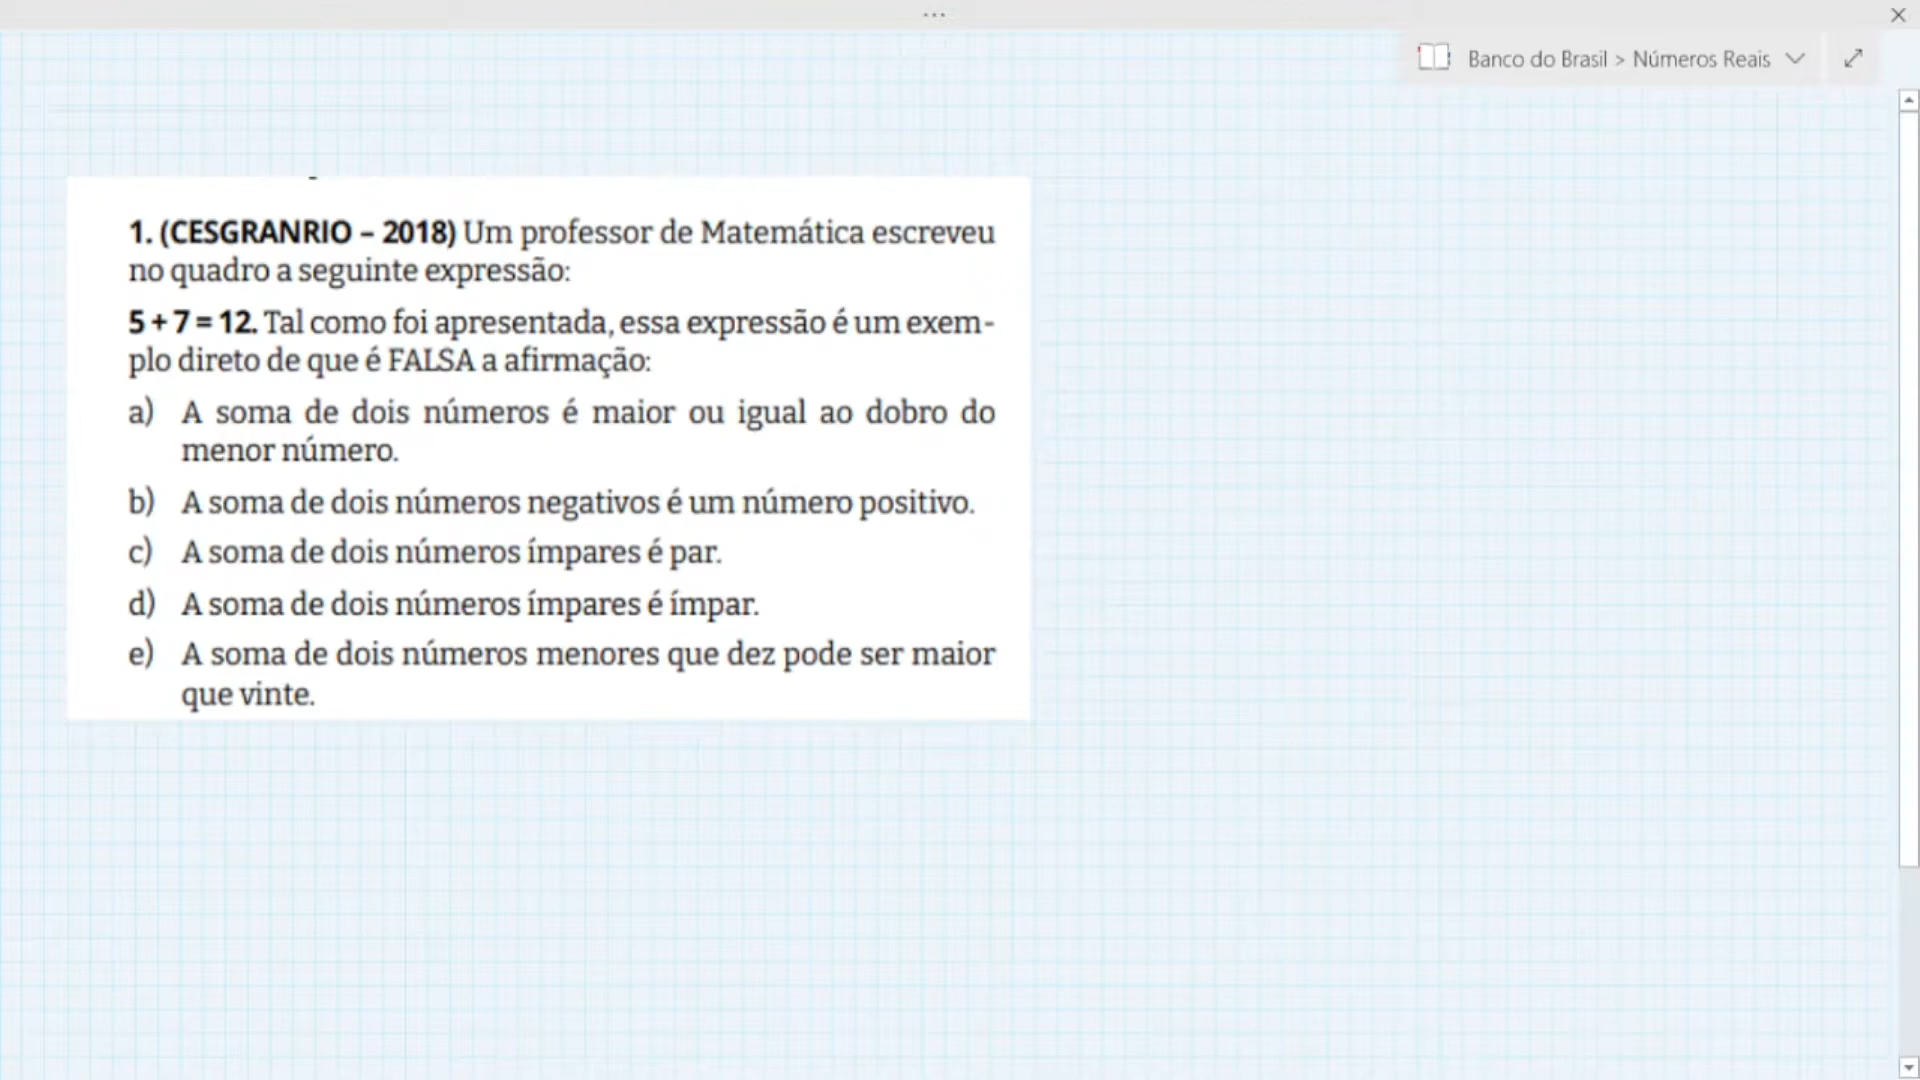 ...
Banco do Brasil > Números Reais
1. (CESGRANRIO – 2018) Um professor de Matemática escreveu
no quadro a seguinte expressão:
5 + 7 = 12. Tal como foi apresentada, essa expressão é um exem-
plo direto de que é FALSA a afirmação:
a) A soma de dois números é maior ou igual ao dobro do
menor número.
b) A soma de dois números negativos é um número positivo.
c) A soma de dois números ímpares é par.
d) A soma de dois números ímpares é ímpar.
e) A soma de dois números menores que dez pode ser maior
que vinte.